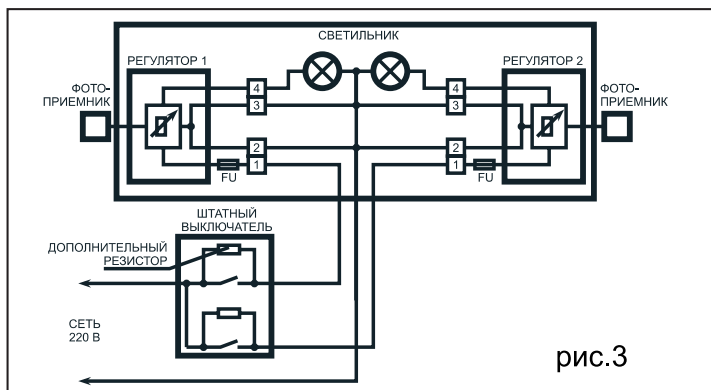 СВЕТИЛЬНИК
РЕГУЛЯТОР 1
РЕГУЛЯТОР 2
ФОТО-
ПРИЕМНИК
ФОТО-
ПРИЕМНИК
4
3
2
1
FU
4
3
2
1
FU
ШТАТНЫЙ
ВЫКЛЮЧАТЕЛЬ
ДОПОЛНИТЕЛЬНЫЙ
РЕЗИСТОР
СЕТЬ
220 В
рис.3